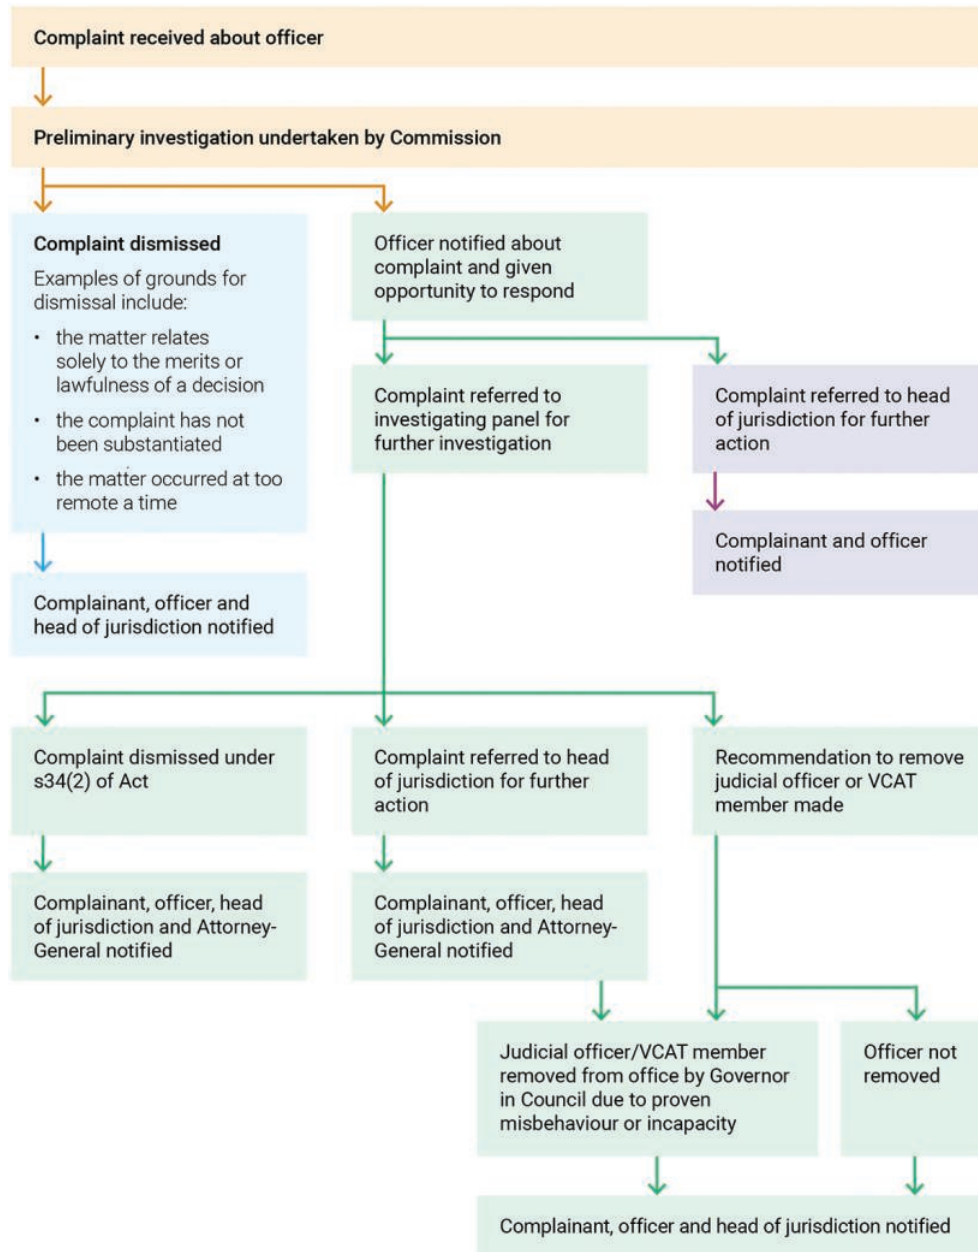 Complaint received about officer
Preliminary investigation undertaken by Commission
Complaint dismissed
Examples of grounds for
dismissal include:
• the matter relates
solely to the merits or
lawfulness of a decision
• the complaint has not
been substantiated
• the matter occurred at too
remote a time
Complainant, officer and
head of jurisdiction notified
Officer notified about
complaint and given
opportunity to respond
Complaint referred to
investigating panel for
further investigation
Complaint referred to head
of jurisdiction for further
action
Complainant and officer
notified
Complaint dismissed under
s34(2) of Act
Complainant, officer, head
of jurisdiction and Attorney-
General notified
Complaint referred to head
of jurisdiction for further
action
Complainant, officer, head
of jurisdiction and Attorney-
General notified
Recommendation to remove
judicial officer or VCAT
member made
Judicial officer/VCAT member
removed from office by Governor
in Council due to proven
misbehaviour or incapacity
Officer not
removed
Complainant, officer and head of jurisdiction notified